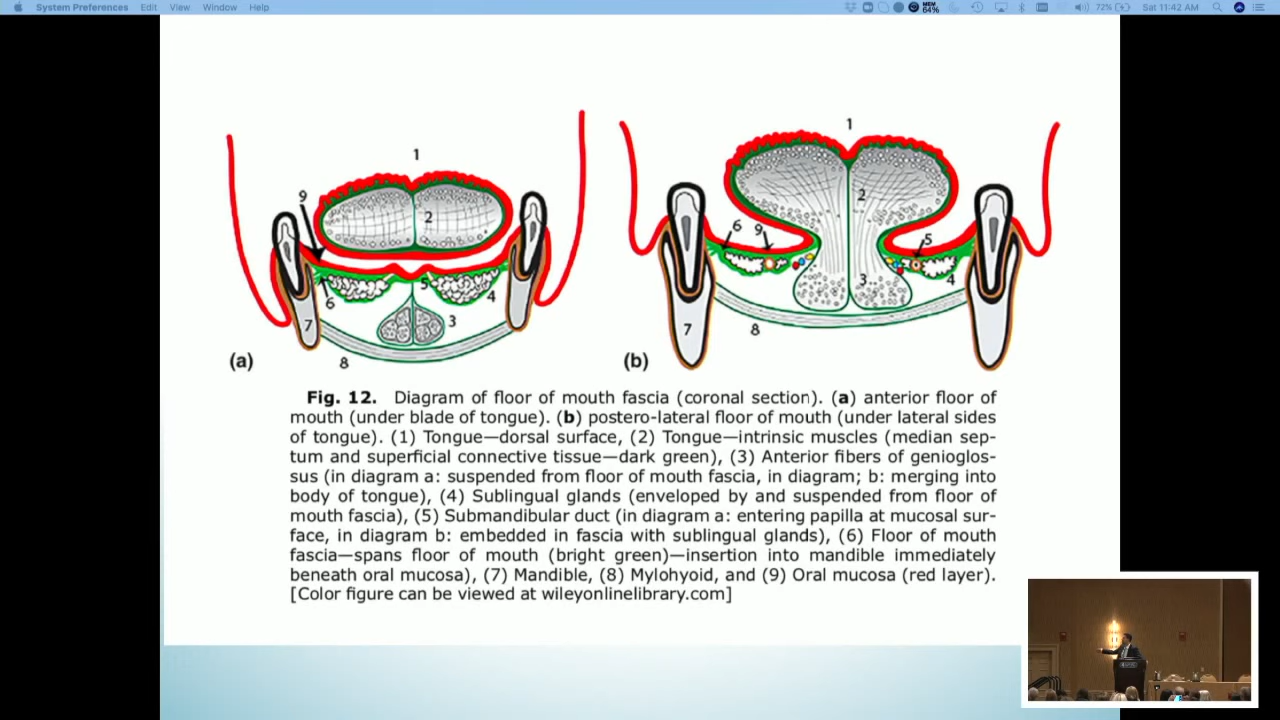 System Preferences Edit View Window Help
MEM 64% 72% Sat 11:42 AM
1
9
2
5
6
4
3
7
8
(a)
1
2
6 9
5
3
4
7
8
(b)
Fig. 12. Diagram of floor of mouth fascia (coronal section). (a) anterior floor of
mouth (under blade of tongue). (b) postero-lateral floor of mouth (under lateral sides
of tongue). (1) Tongue—dorsal surface, (2) Tongue—intrinsic muscles (median sep-
tum and superficial connective tissue—dark green), (3) Anterior fibers of genioglos-
sus (in diagram a: suspended from floor of mouth fascia, in diagram; b: merging into
body of tongue), (4) Sublingual glands (enveloped by and suspended from floor of
mouth fascia), (5) Submandibular duct (in diagram a: entering papilla at mucosal sur-
face, in diagram b: embedded in fascia with sublingual glands), (6) Floor of mouth
fascia—spans floor of mouth (bright green)—insertion into mandible immediately
beneath oral mucosa), (7) Mandible, (8) Mylohyoid, and (9) Oral mucosa (red layer).
[Color figure can be viewed at wileyonlinelibrary.com]